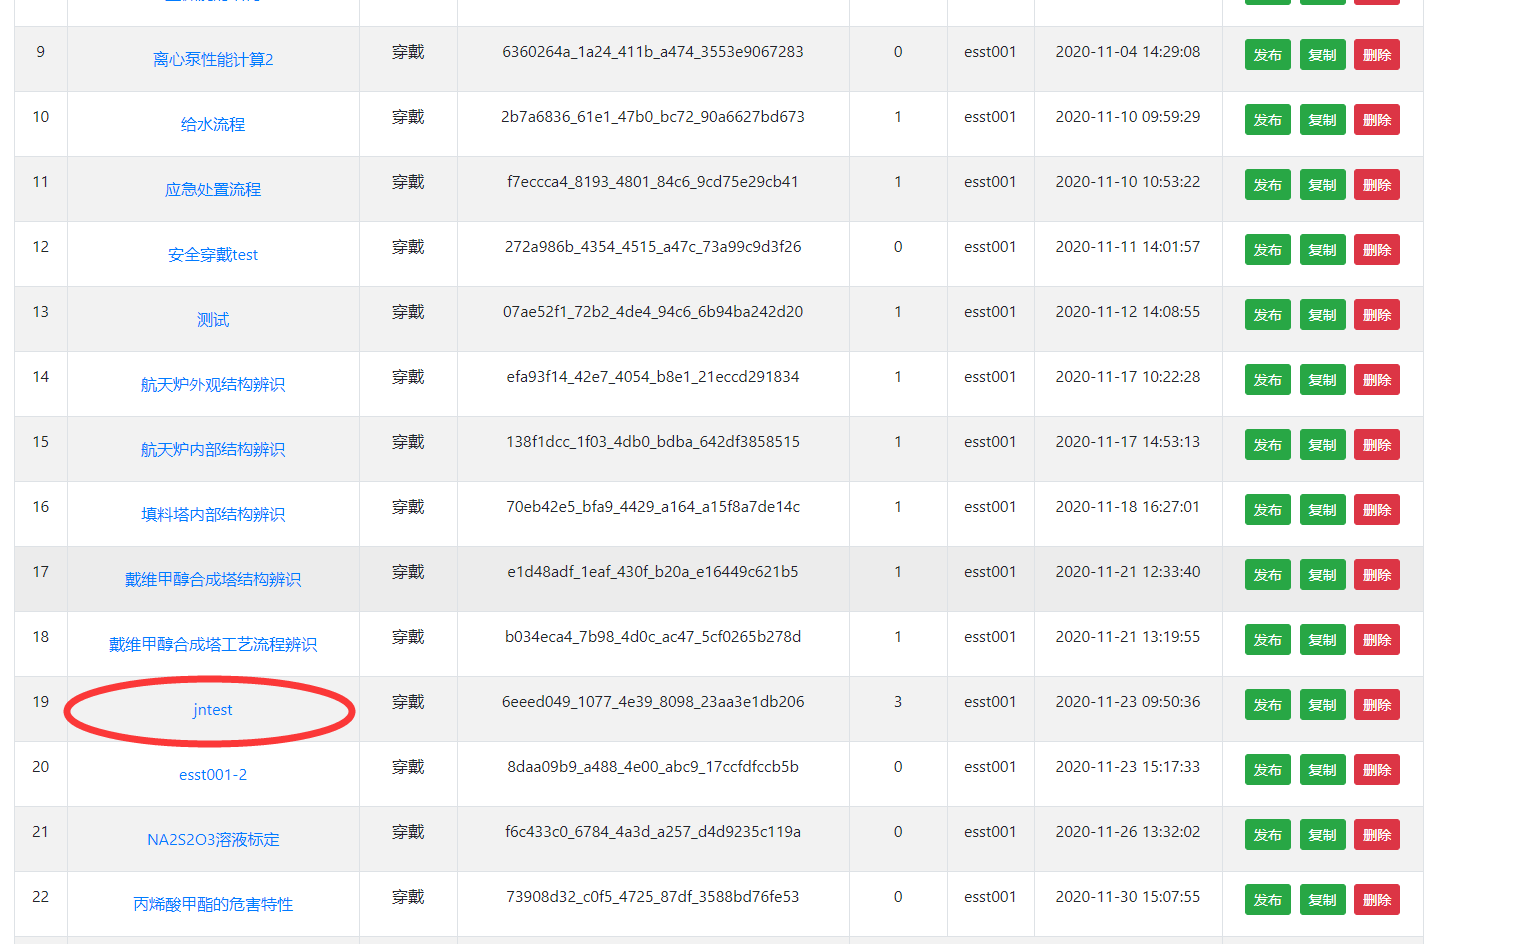 9 离心泵性能计算2 穿戴 6360264a_1a24_411b_a474_3553e9067283 0 esst001 2020-11-04 14:29:08 发布 复制 删除
10 给水流程 穿戴 2b7a6836_61e1_47b0_bc72_90a6627bd673 1 esst001 2020-11-10 09:59:29 发布 复制 删除
11 应急处置流程 穿戴 f7eccca4_8193_4801_84c6_9cd75e29cb41 1 esst001 2020-11-10 10:53:22 发布 复制 删除
12 安全穿戴test 穿戴 272a986b_4354_4515_a47c_73a99c9d3f26 0 esst001 2020-11-11 14:01:57 发布 复制 删除
13 测试 穿戴 07ae52f1_72b2_4de4_94c6_6b94ba242d20 1 esst001 2020-11-12 14:08:55 发布 复制 删除
14 航天炉外观结构辨识 穿戴 efa93f14_42e7_4054_b8e1_21eccd291834 1 esst001 2020-11-17 10:22:28 发布 复制 删除
15 航天炉内部结构辨识 穿戴 138f1dcc_1f03_4db0_bdba_642df3858515 1 esst001 2020-11-17 14:53:13 发布 复制 删除
16 填料塔内部结构辨识 穿戴 70eb42e5_bfa9_4429_a164_a15f8a7de14c 1 esst001 2020-11-18 16:27:01 发布 复制 删除
17 戴维甲醇合成塔结构辨识 穿戴 e1d48adf_1eaf_430f_b20a_e16449c621b5 1 esst001 2020-11-21 12:33:40 发布 复制 删除
18 戴维甲醇合成塔工艺流程辨识 穿戴 b034eca4_7b98_4d0c_ac47_5cf0265b278d 1 esst001 2020-11-21 13:19:55 发布 复制 删除
19 jntest 穿戴 6eeed049_1077_4e39_8098_23aa3e1db206 3 esst001 2020-11-23 09:50:36 发布 复制 删除
20 esst001-2 穿戴 8daa09b9_a488_4e00_abc9_17ccfdfccb5b 0 esst001 2020-11-23 15:17:33 发布 复制 删除
21 NA2S2O3溶液标定 穿戴 f6c433c0_6784_4a3d_a257_d4d9235c119a 0 esst001 2020-11-26 13:32:02 发布 复制 删除
22 丙烯酸甲酯的危害特性 穿戴 73908d32_c0f5_4725_87df_3588bd76fe53 0 esst001 2020-11-30 15:07:55 发布 复制 删除